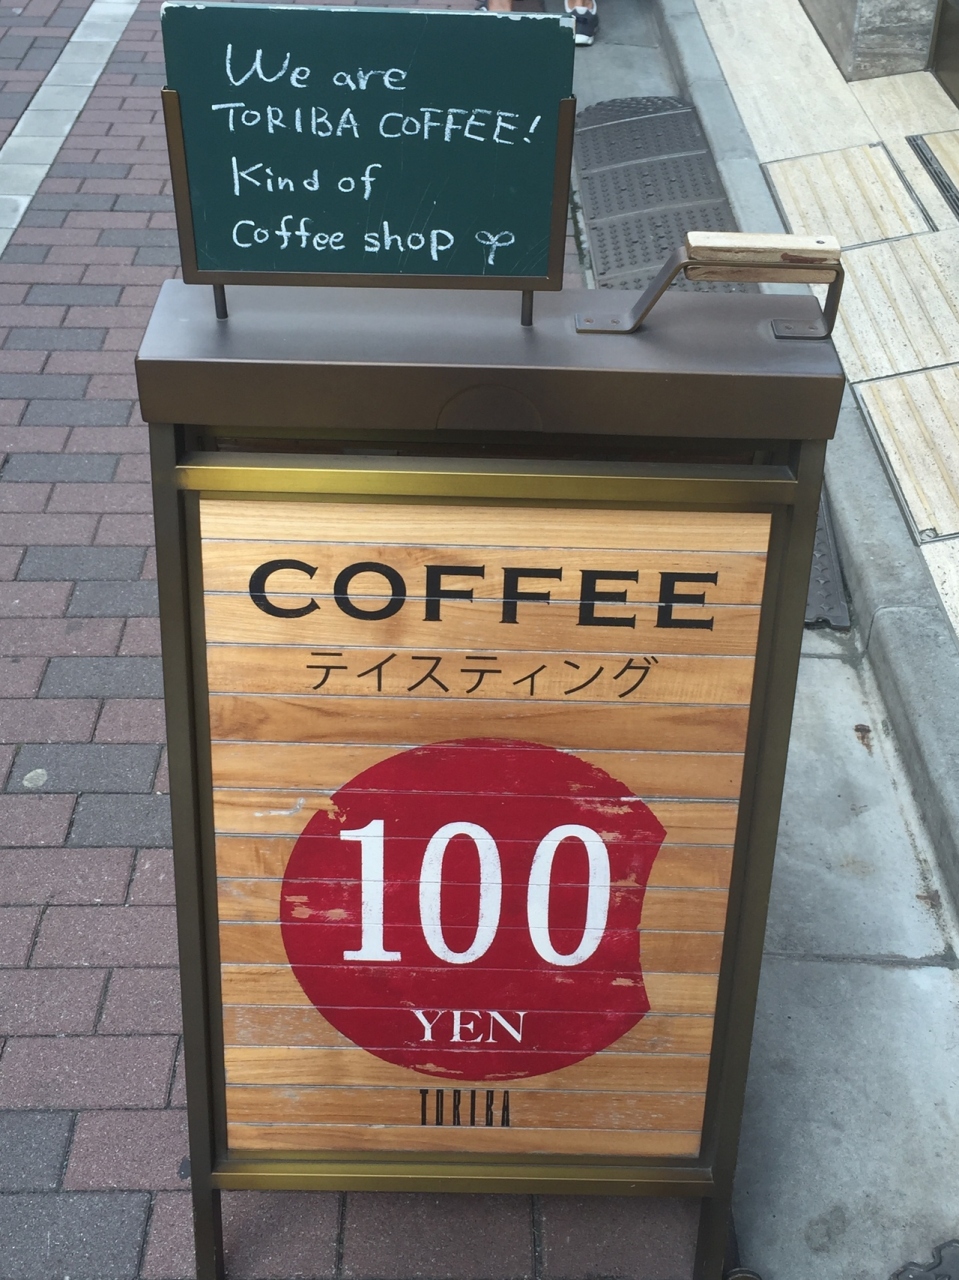 We are
TORIBA COFFEE!
Kind of
Coffee shop
COFFEE
テイスティング
100
YEN
TORIBA